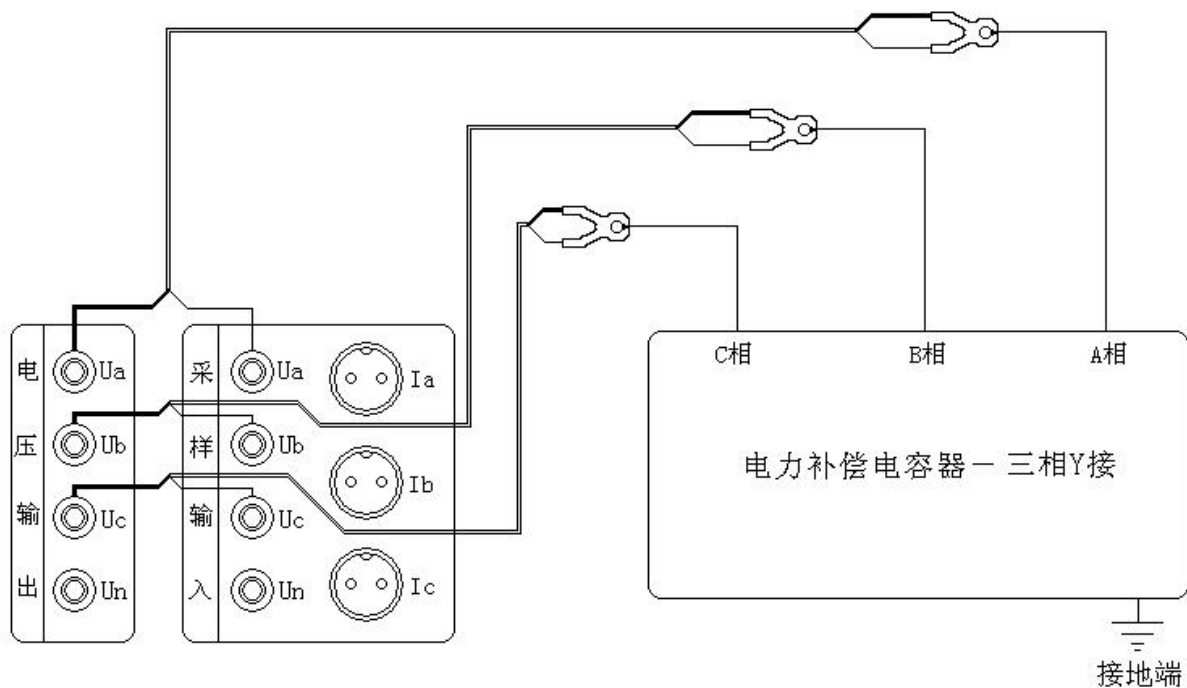 电压输出
Ua
Ub
Uc
Un
采样输入
Ua
Ub
Uc
Un
Ia
Ib
Ic
C相
B相
A相
电力补偿电容器－三相Y接
接地端